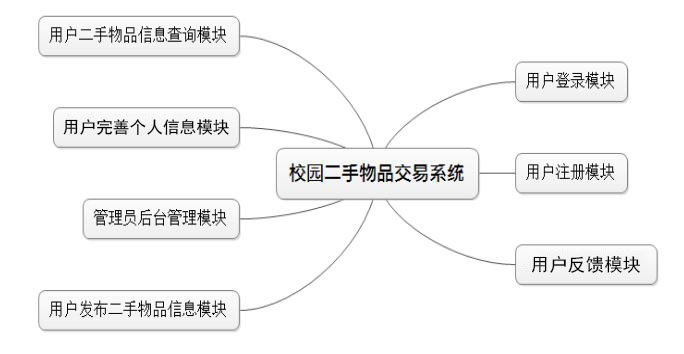 用户二手物品信息查询模块
用户登录模块
用户完善个人信息模块
校园二手物品交易系统
用户注册模块
管理员后台管理模块
用户反馈模块
用户发布二手物品信息模块